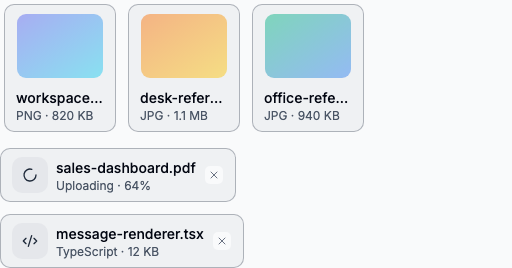 workspace...
PNG · 820 KB
desk-refer...
JPG · 1.1 MB
office-refe...
JPG · 940 KB
sales-dashboard.pdf
Uploading · 64%
message-renderer.tsx
TypeScript · 12 KB